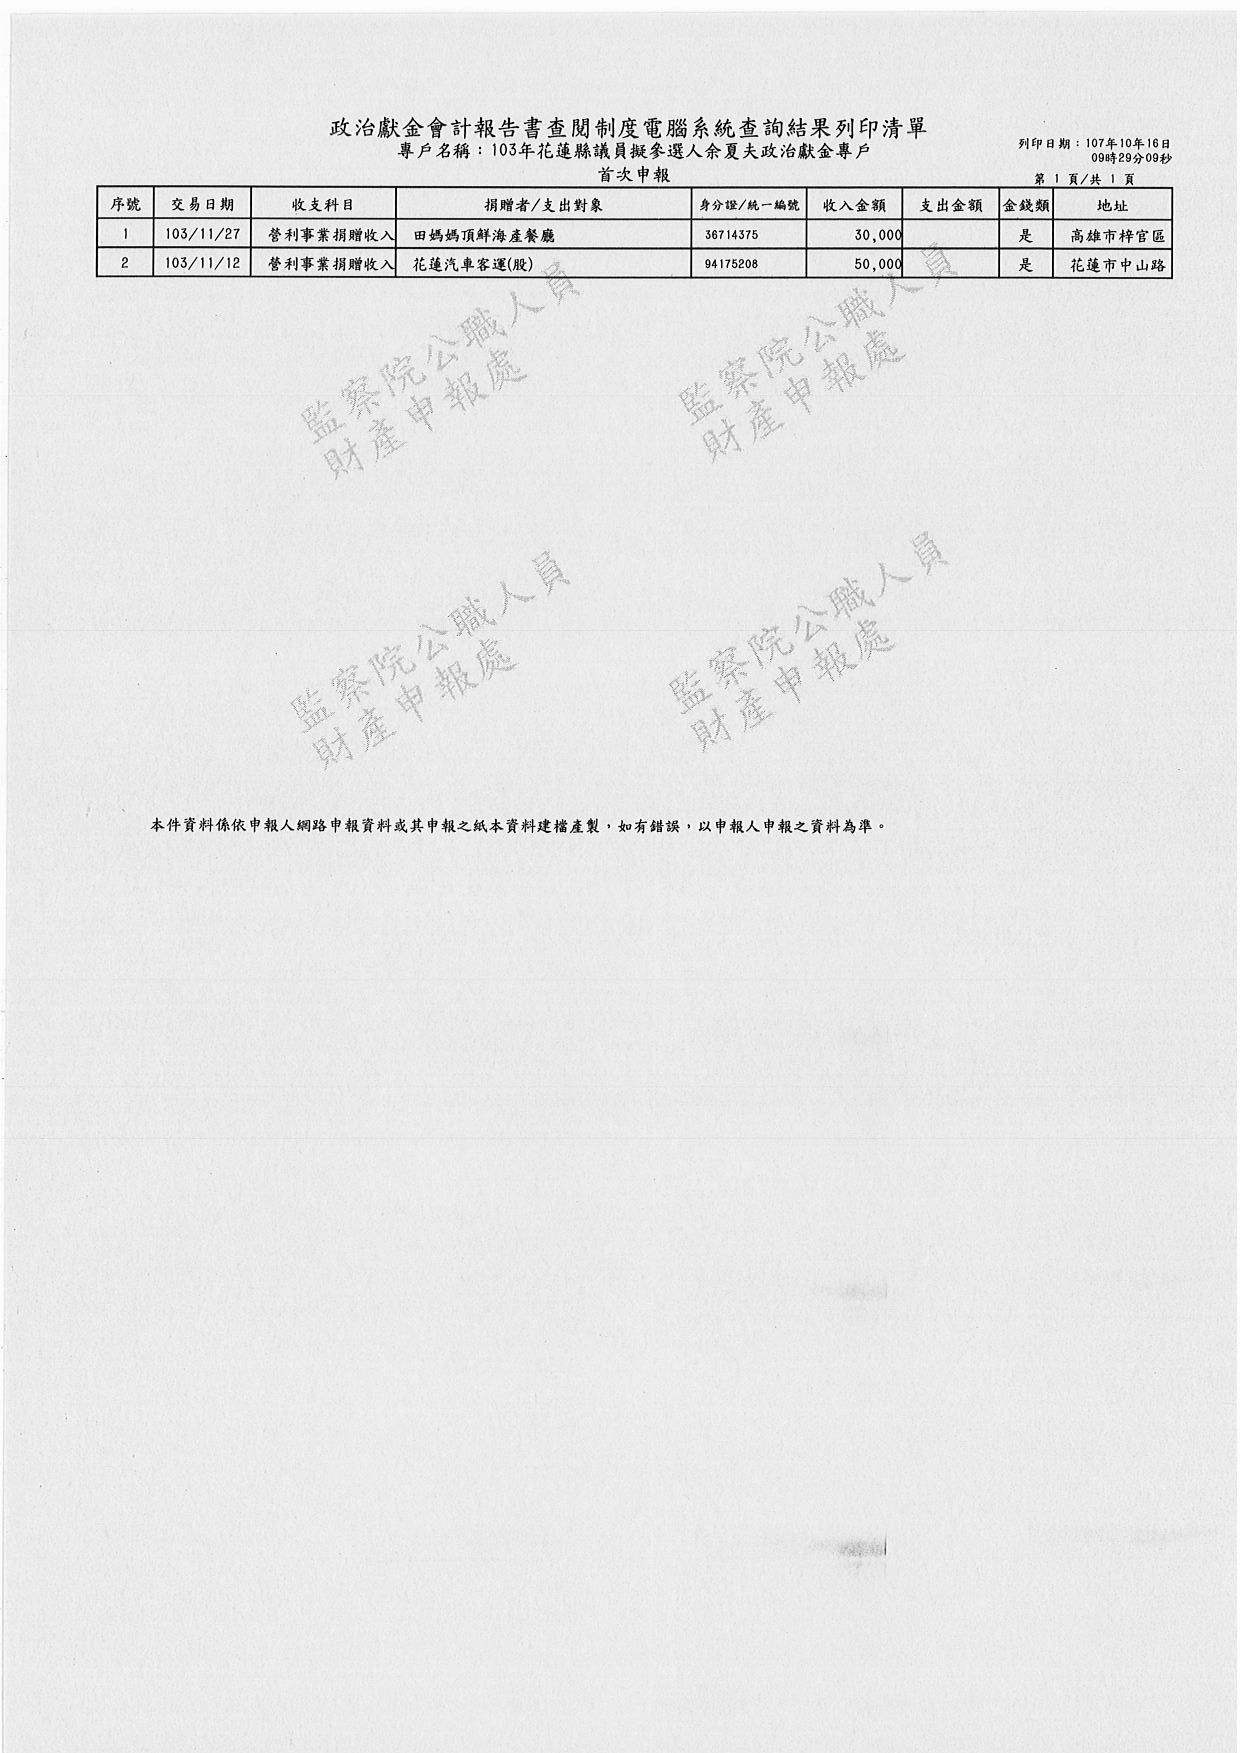 政治獻金會計報告書查閱制度電腦系統查詢結果列印清單
專戶名稱：103年花蓮縣議員擬參選人余夏夫政治獻金專戶
列印日期：107年10月16日
09時29分09秒
首次申報
第 1 頁/共 1 頁
序號 交易日期 收支科目 捐贈者/支出對象 身分證/統一編號 收入金額 支出金額 金錢類 地址
1 103/11/27 營利事業捐贈收入 田媽媽頂鮮海產餐廳 36714375 30,000 是 高雄市梓官區
2 103/11/12 營利事業捐贈收入 花蓮汽車客運(股) 94175208 50,000 是 花蓮市中山路
監察院公職人員
財產申報處
監察院公職人員
財產申報處
監察院公職人員
財產申報處
監察院公職人員
財產申報處
本件資料係依申報人網路申報資料或其申報之紙本資料建檔產製，如有錯誤，以申報人申報之資料為準。